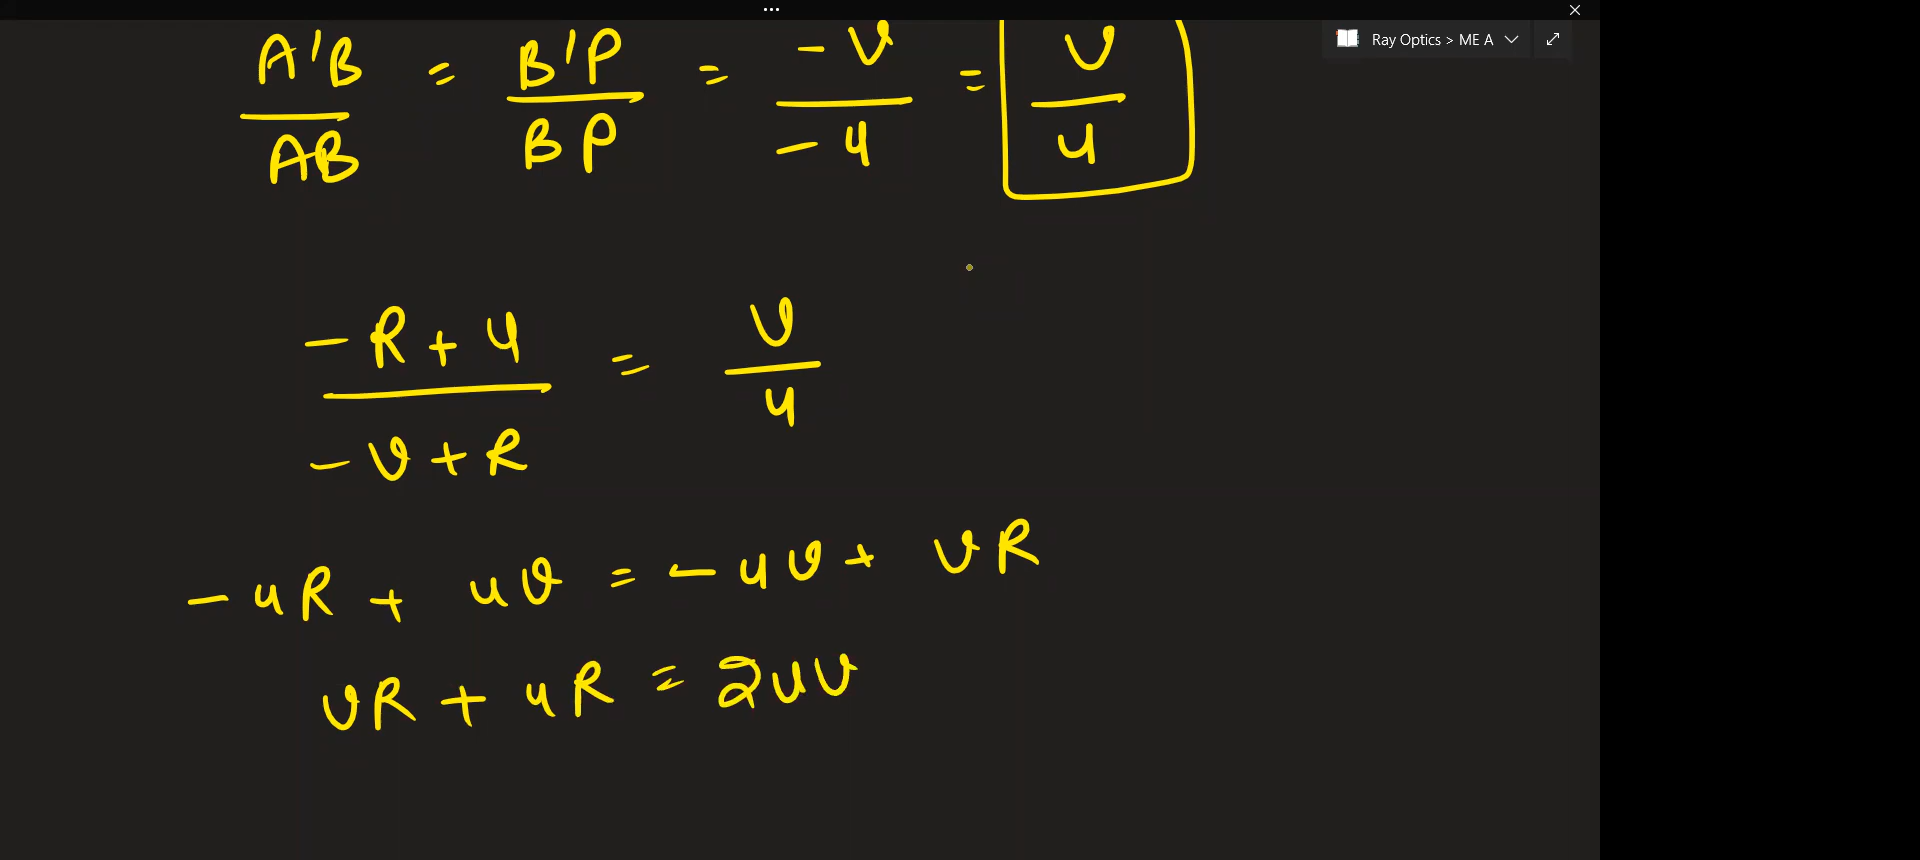 Ray Optics > ME A
A'B/AB = B'P/BP = -v/-u = v/u
(-R+u)/(-v+R) = v/u
-uR + uv = -uv + vR
vR + uR = 2uv